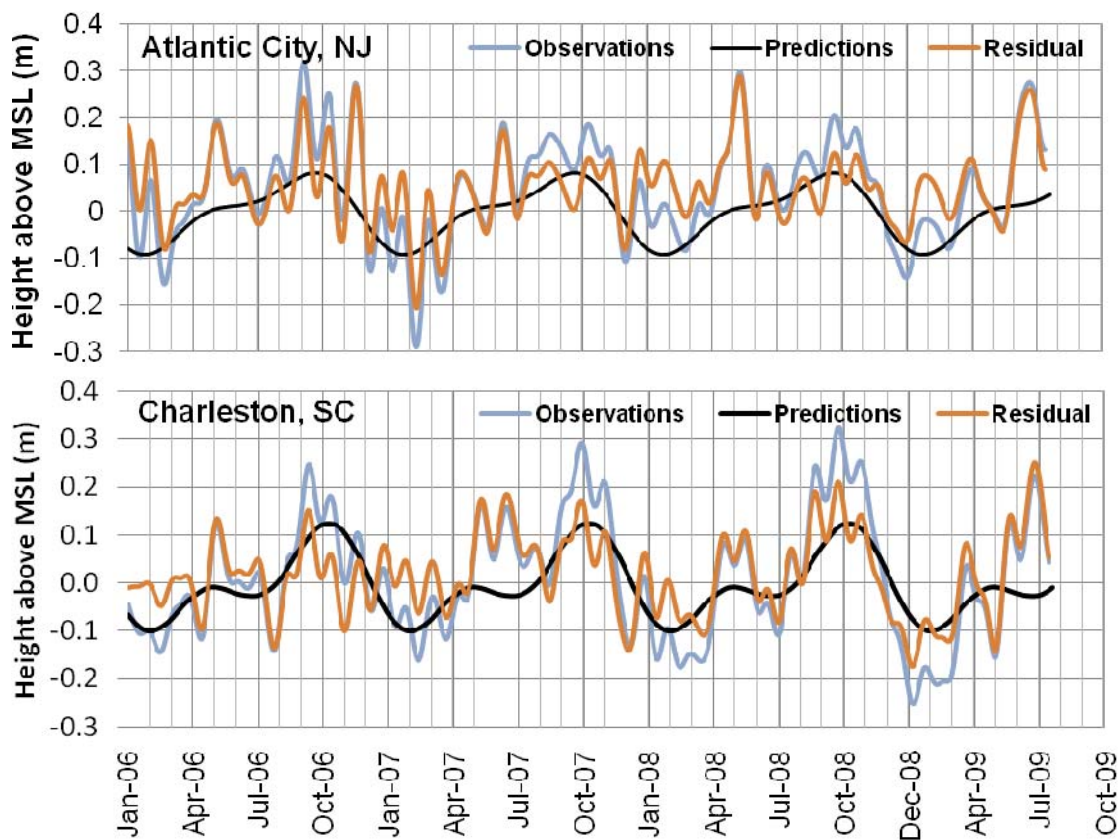 0.4
Atlantic City, NJ
Observations Predictions Residual
0.3
0.2
0.1
0
-0.1
-0.2
-0.3
Height above MSL (m)
0.4
Charleston, SC
Observations Predictions Residual
0.3
0.2
0.1
0.0
-0.1
-0.2
-0.3
Height above MSL (m)
Jan-06
Apr-06
Jul-06
Oct-06
Jan-07
Apr-07
Jul-07
Oct-07
Jan-08
Apr-08
Jul-08
Oct-08
Dec-08
Apr-09
Jul-09
Oct-09